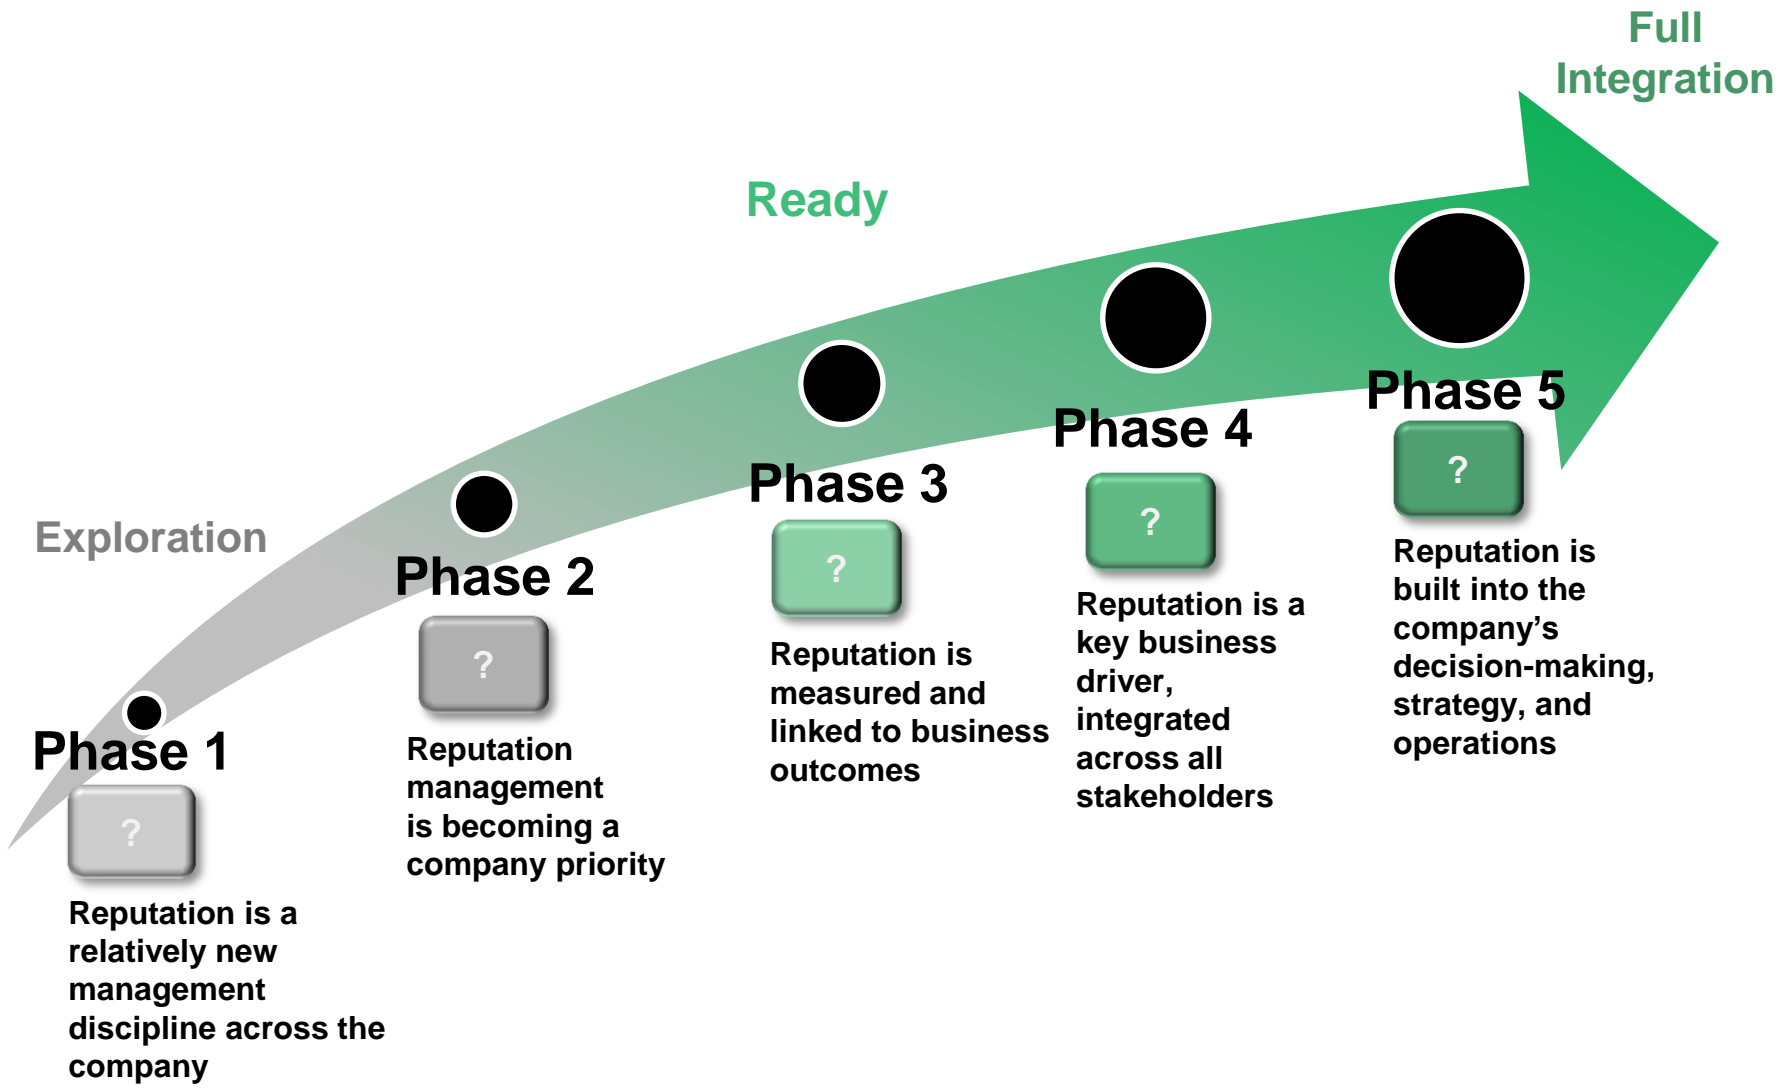 Full
Integration
Ready
Exploration
Phase 1
?
Reputation is a
relatively new
management
discipline across the
company
Phase 2
?
Reputation
management
is becoming a
company priority
Phase 3
?
Reputation is
measured and
linked to business
outcomes
Phase 4
?
Reputation is a
key business
driver,
integrated
across all
stakeholders
Phase 5
?
Reputation is
built into the
company’s
decision-making,
strategy, and
operations